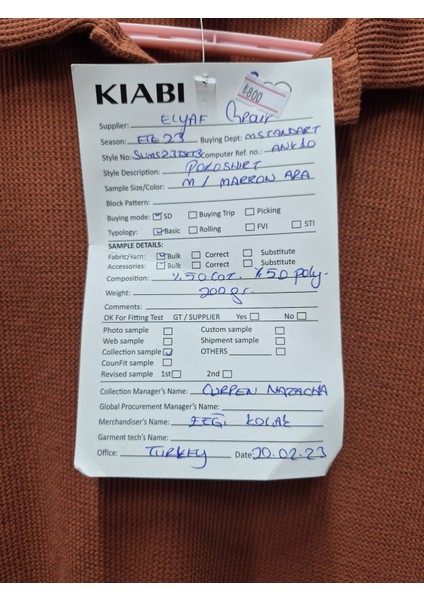 ₺800
KIABI
Supplier: ELYAF
Season: ETE 23 Buying Dept: MSTANDART
Style No: Computer Ref. no.: ANK10
Style Description: POLOSHIRT
Sample Size/Color: M / MARRON ARA
Block Pattern:
Buying mode: SD Buying Trip Picking
Typology: Basic Rolling FVI STI
SAMPLE DETAILS:
Fabric/Yarn: Bulk Correct Substitute
Accessories: Bulk Correct Substitute
Composition: %50 Cot. %50 poly.
Weight: 200 gr.
Comments:
OK For Fitting Test GT / SUPPLIER Yes No
Photo sample Custom sample
Web sample Shipment sample
Collection sample OTHERS
CounFit sample
Revised sample 1st 2nd
Collection Manager's Name:
Global Procurement Manager's Name:
Merchandiser's Name: EZGİ
Garment tech's Name:
Office: TURKEY Date 20.02.23